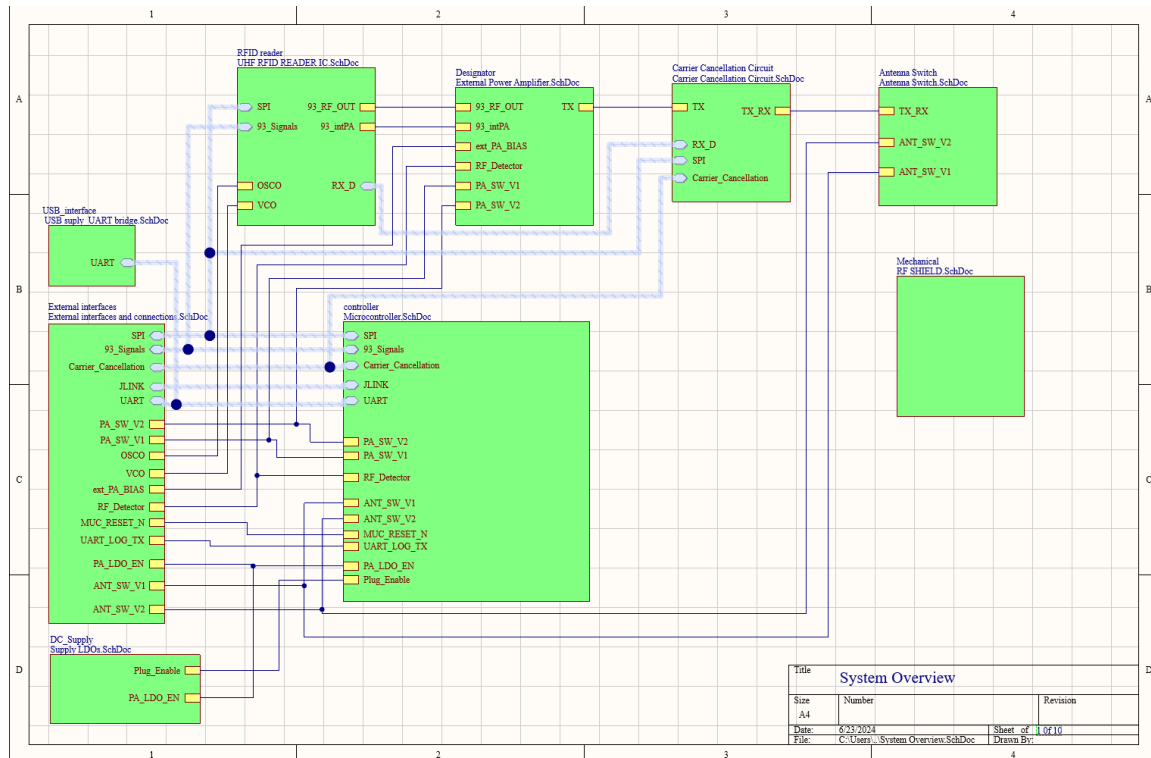 1
2
3
4
A
B
C
D
A
B
C
D
1
2
3
4
RFID reader
UHF RFID READER IC.SchDoc
SPI
93_Signals
OSCO
VCO
93_RF_OUT
93_intPA
RX_D
Designator
External Power Amplifier.SchDoc
93_RF_OUT
93_intPA
ext_PA_BIAS
RF_Detector
PA_SW_V1
PA_SW_V2
TX
Carrier Cancellation Circuit
Carrier Cancellation Circuit.SchDoc
TX
TX_RX
RX_D
SPI
Carrier_Cancellation
Antenna Switch
Antenna Switch.SchDoc
TX_RX
ANT_SW_V2
ANT_SW_V1
USB_interface
USB suply_UART bridge.SchDoc
UART
Mechanical
RF SHIELD.SchDoc
External interfaces
External interfaces and connections.SchDoc
SPI
93_Signals
Carrier_Cancellation
JLINK
UART
PA_SW_V2
PA_SW_V1
OSCO
VCO
ext_PA_BIAS
RF_Detector
MUC_RESET_N
UART_LOG_TX
PA_LDO_EN
ANT_SW_V1
ANT_SW_V2
controller
Microcontroller.SchDoc
SPI
93_Signals
Carrier_Cancellation
JLINK
UART
PA_SW_V2
PA_SW_V1
RF_Detector
ANT_SW_V1
ANT_SW_V2
MUC_RESET_N
UART_LOG_TX
PA_LDO_EN
Plug_Enable
DC_Supply
Supply LDOs.SchDoc
Plug_Enable
PA_LDO_EN
Title
System Overview
Size
Number
Revision
A4
Date: 6/23/2024
Sheet of 1 0f 10
File: C:\Users\..\System Overview.SchDoc
Drawn By: